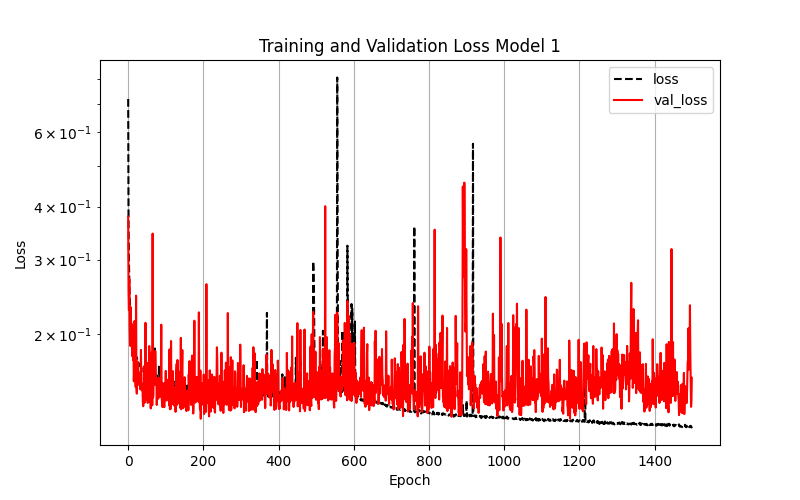 Training and Validation Loss Model 1
loss
val_loss
6 × 10⁻¹
4 × 10⁻¹
3 × 10⁻¹
2 × 10⁻¹
Loss
0 200 400 600 800 1000 1200 1400
Epoch